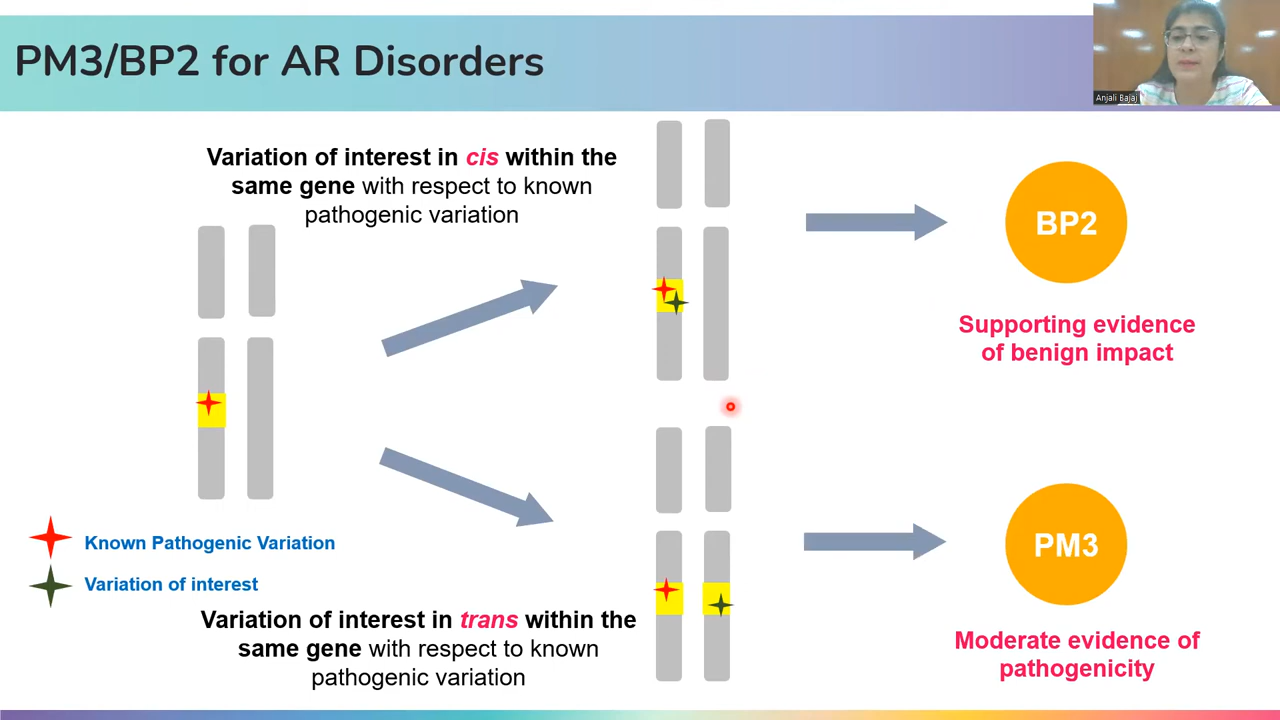 PM3/BP2 for AR Disorders
Anjali Bajaj
Variation of interest in cis within the
same gene with respect to known
pathogenic variation
BP2
Supporting evidence
of benign impact
Known Pathogenic Variation
Variation of interest
Variation of interest in trans within the
same gene with respect to known
pathogenic variation
PM3
Moderate evidence of
pathogenicity